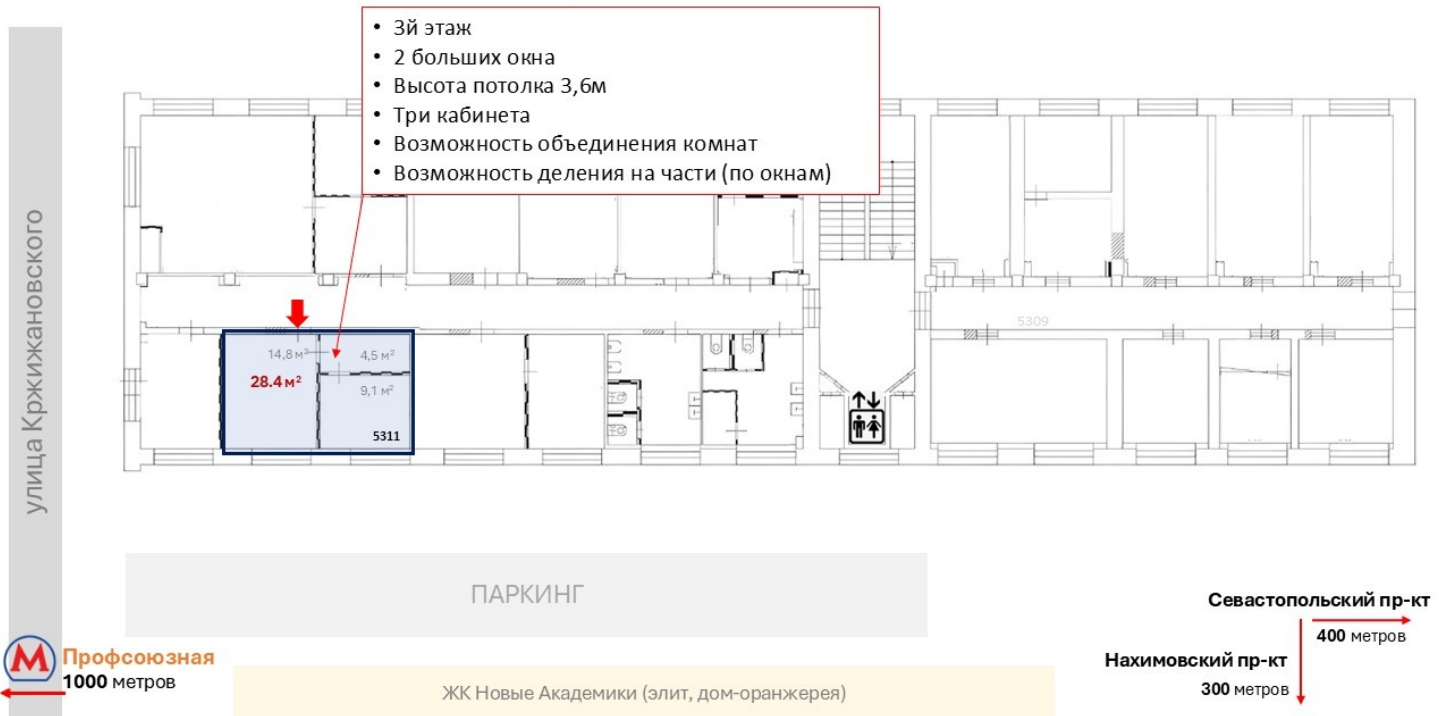 • 3й этаж
• 2 больших окна
• Высота потолка 3,6м
• Три кабинета
• Возможность объединения комнат
• Возможность деления на части (по окнам)
улица Кржижановского
5309
14,8 м²
4,5 м²
28.4 м²
9,1 м²
5311
ПАРКИНГ
Севастопольский пр-кт
400 метров
Нахимовский пр-кт
300 метров
М Профсоюзная
1000 метров
ЖК Новые Академики (элит, дом-оранжерея)